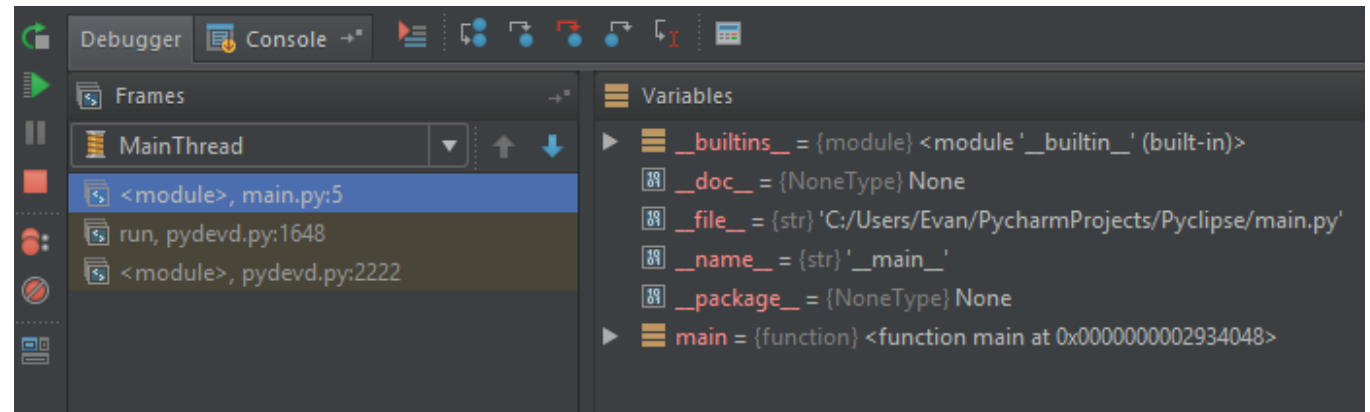 Debugger Console
Frames
Variables
MainThread
<module>, main.py:5
run, pydevd.py:1648
<module>, pydevd.py:2222
__builtins__ = {module} <module '__builtin__' (built-in)>
__doc__ = {NoneType} None
__file__ = {str} 'C:/Users/Evan/PycharmProjects/Pyclipse/main.py'
__name__ = {str} '__main__'
__package__ = {NoneType} None
main = {function} <function main at 0x0000000002934048>